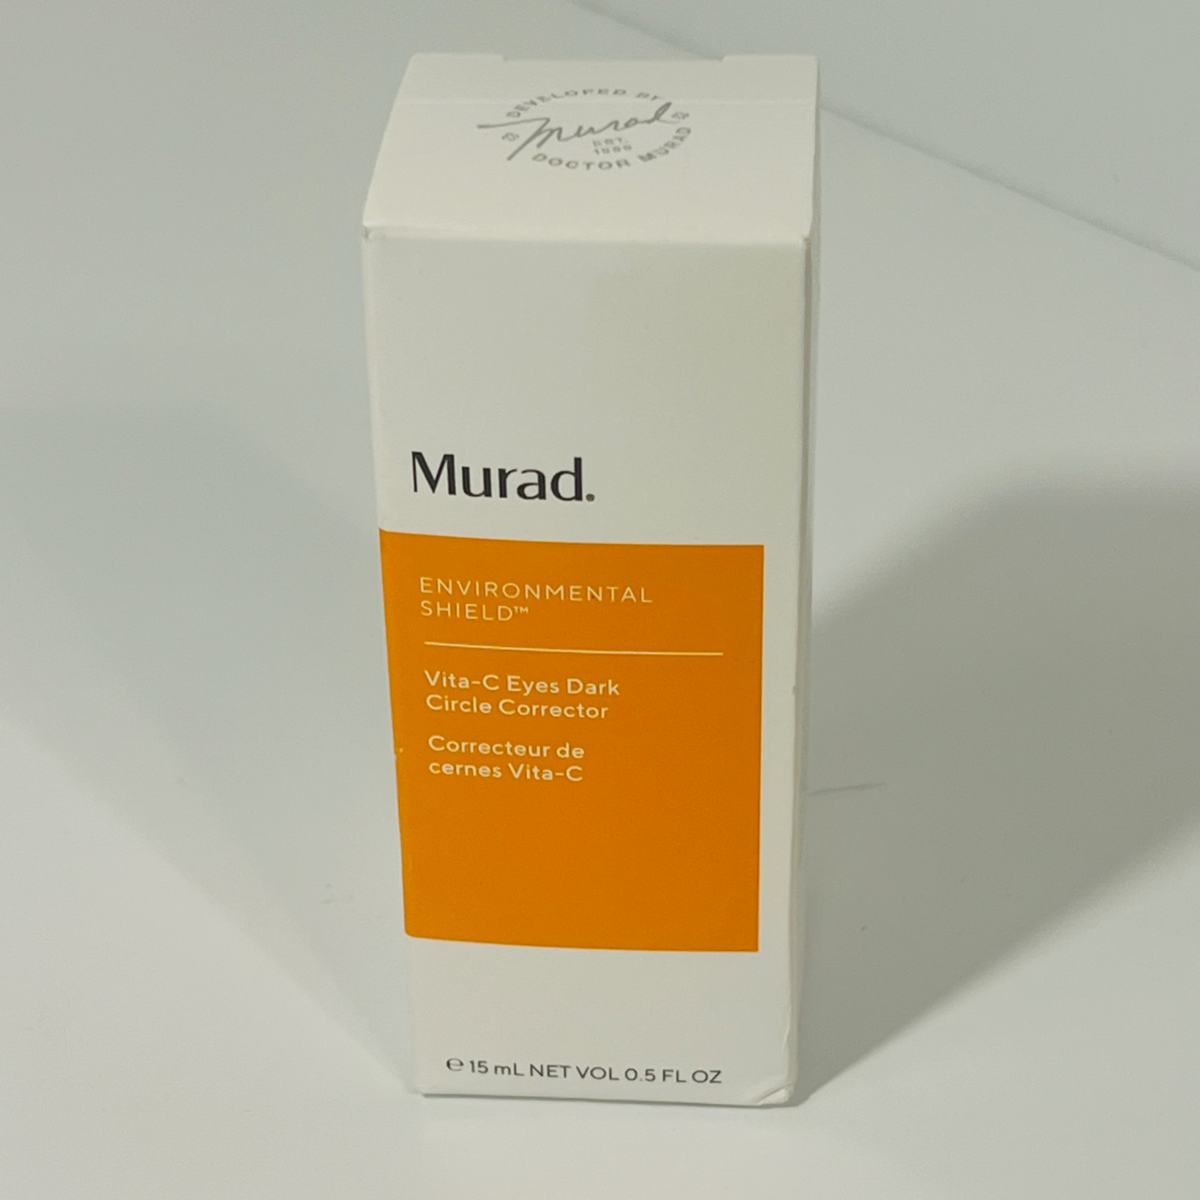 DEVELOPED BY
Murad
EST.
1989
DOCTOR MURAD
Murad.
ENVIRONMENTAL
SHIELD™
Vita-C Eyes Dark
Circle Corrector
Correcteur de
cernes Vita-C
℮ 15 mL NET VOL 0.5 FL OZ